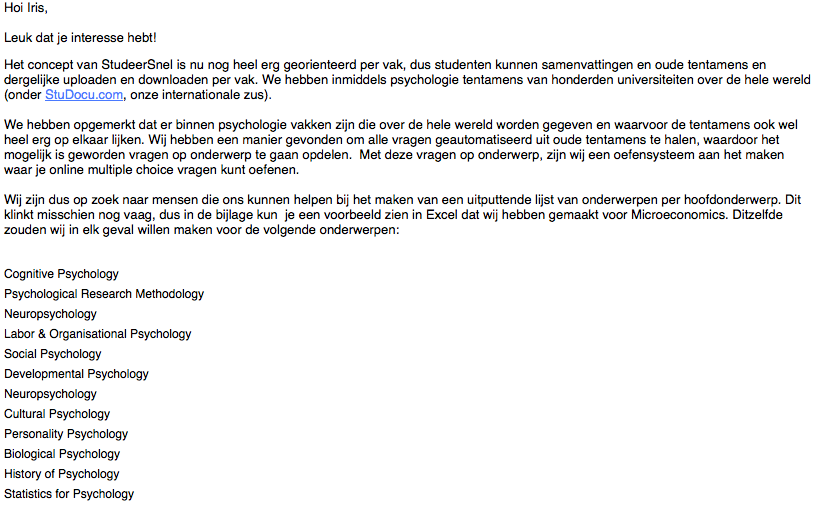 Hoi Iris,
Leuk dat je interesse hebt!
Het concept van StudeerSnel is nu nog heel erg georienteerd per vak, dus studenten kunnen samenvattingen en oude tentamens en
dergelijke uploaden en downloaden per vak. We hebben inmiddels psychologie tentamens van honderden universiteiten over de hele wereld
(onder StuDocu.com, onze internationale zus).
We hebben opgemerkt dat er binnen psychologie vakken zijn die over de hele wereld worden gegeven en waarvoor de tentamens ook wel
heel erg op elkaar lijken. Wij hebben een manier gevonden om alle vragen geautomatiseerd uit oude tentamens te halen, waardoor het
mogelijk is geworden vragen op onderwerp te gaan opdelen.  Met deze vragen op onderwerp, zijn wij een oefensysteem aan het maken
waar je online multiple choice vragen kunt oefenen.
Wij zijn dus op zoek naar mensen die ons kunnen helpen bij het maken van een uitputtende lijst van onderwerpen per hoofdonderwerp. Dit
klinkt misschien nog vaag, dus in de bijlage kun  je een voorbeeld zien in Excel dat wij hebben gemaakt voor Microeconomics. Ditzelfde
zouden wij in elk geval willen maken voor de volgende onderwerpen:
Cognitive Psychology
Psychological Research Methodology
Neuropsychology
Labor & Organisational Psychology
Social Psychology
Developmental Psychology
Neuropsychology
Cultural Psychology
Personality Psychology
Biological Psychology
History of Psychology
Statistics for Psychology